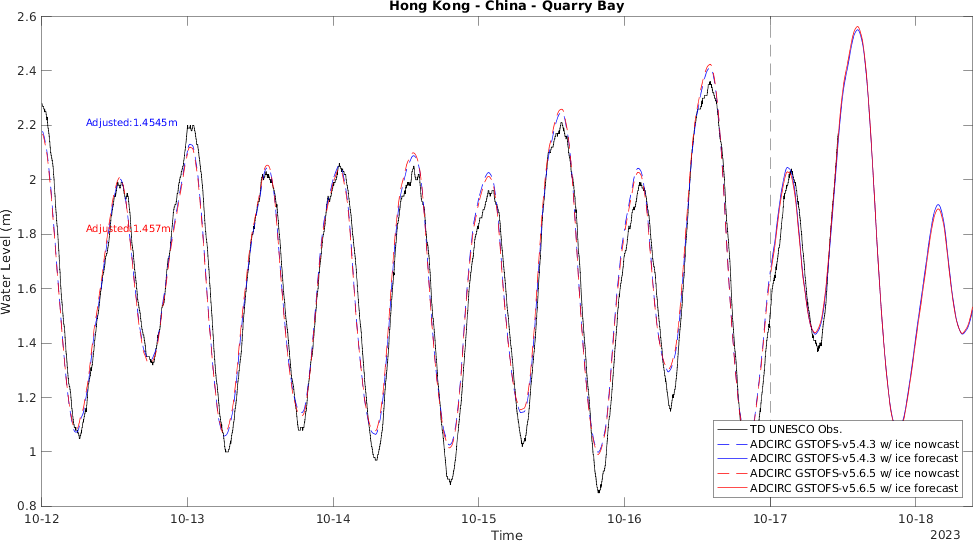 Hong Kong - China - Quarry Bay
2.6
2.4
2.2
2
1.8
1.6
1.4
1.2
1
0.8
Water Level (m)
Adjusted:1.4545m
Adjusted:1.457m
TD UNESCO Obs.
ADCIRC GSTOFS-v5.4.3 w/ ice nowcast
ADCIRC GSTOFS-v5.4.3 w/ ice forecast
ADCIRC GSTOFS-v5.6.5 w/ ice nowcast
ADCIRC GSTOFS-v5.6.5 w/ ice forecast
10-12 10-13 10-14 10-15 10-16 10-17 10-18
Time
2023